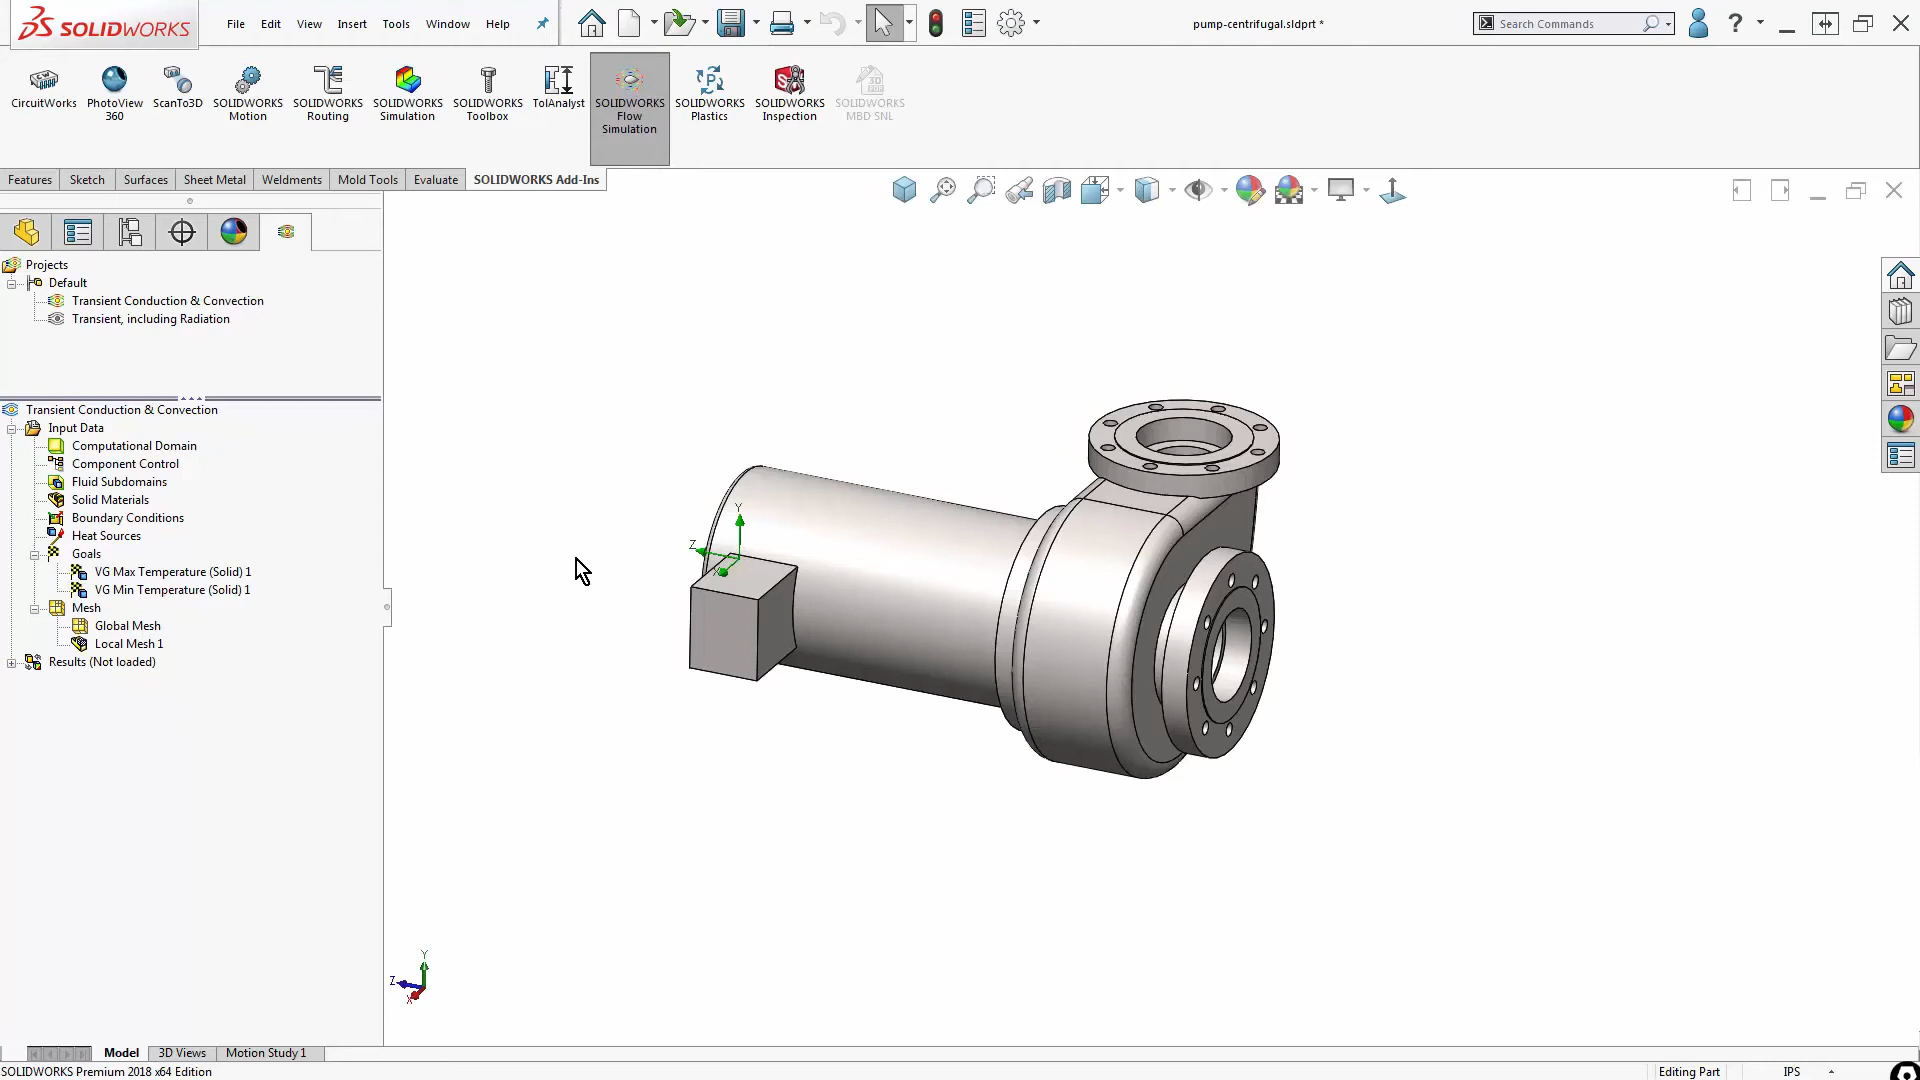 SOLIDWORKS File Edit View Insert Tools Window Help pump-centrifugal.sldprt * Search Commands ?
CircuitWorks
PhotoView
360
ScanTo3D
SOLIDWORKS
Motion
SOLIDWORKS
Routing
SOLIDWORKS
Simulation
SOLIDWORKS
Toolbox
TolAnalyst
SOLIDWORKS
Flow
Simulation
SOLIDWORKS
Plastics
SOLIDWORKS
Inspection
SOLIDWORKS
MBD SNL
Features Sketch Surfaces Sheet Metal Weldments Mold Tools Evaluate SOLIDWORKS Add-Ins
Projects
Default
Transient Conduction & Convection
Transient, including Radiation
Transient Conduction & Convection
Input Data
Computational Domain
Component Control
Fluid Subdomains
Solid Materials
Boundary Conditions
Heat Sources
Goals
VG Max Temperature (Solid) 1
VG Min Temperature (Solid) 1
Mesh
Global Mesh
Local Mesh 1
Results (Not loaded)
Y
Z
X
Y
Z
X
Model 3D Views Motion Study 1
SOLIDWORKS Premium 2018 x64 Edition Editing Part IPS